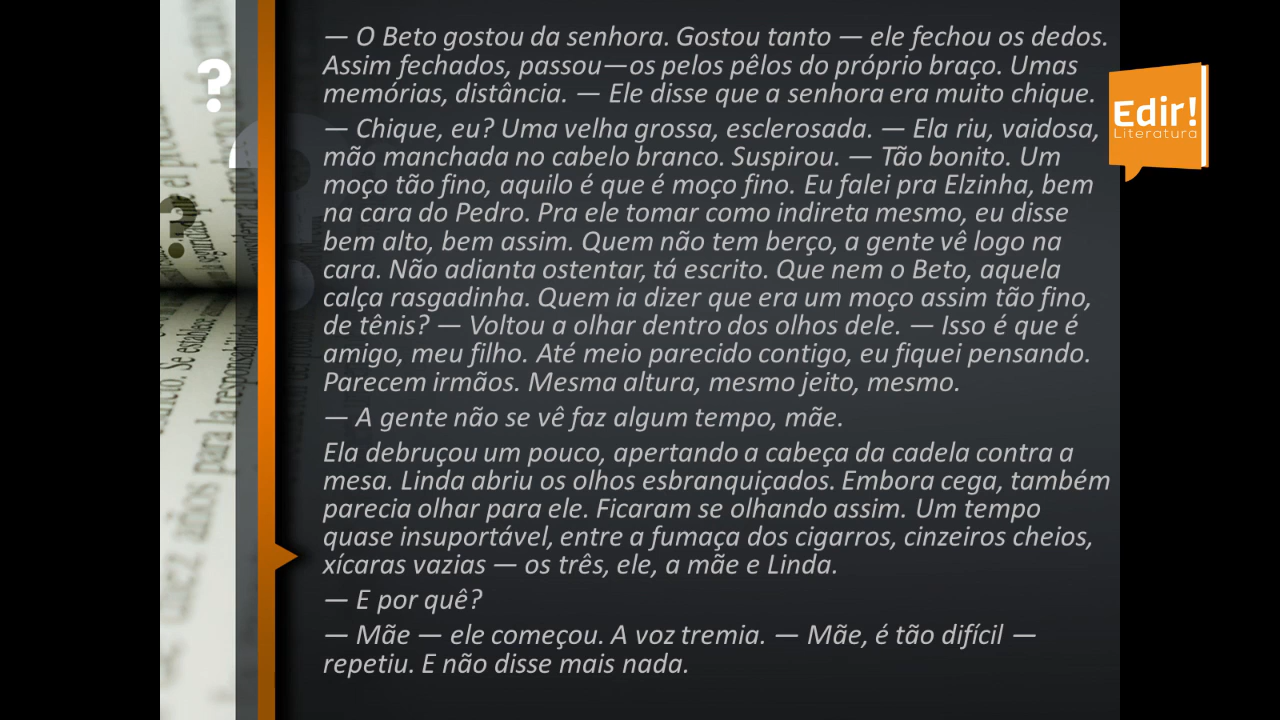 — O Beto gostou da senhora. Gostou tanto — ele fechou os dedos.
Assim fechados, passou—os pelos pêlos do próprio braço. Umas
memórias, distância. — Ele disse que a senhora era muito chique.
— Chique, eu? Uma velha grossa, esclerosada. — Ela riu, vaidosa,
mão manchada no cabelo branco. Suspirou. — Tão bonito. Um
moço tão fino, aquilo é que é moço fino. Eu falei pra Elzinha, bem
na cara do Pedro. Pra ele tomar como indireta mesmo, eu disse
bem alto, bem assim. Quem não tem berço, a gente vê logo na
cara. Não adianta ostentar, tá escrito. Que nem o Beto, aquela
calça rasgadinha. Quem ia dizer que era um moço assim tão fino,
de tênis? — Voltou a olhar dentro dos olhos dele. — Isso é que é
amigo, meu filho. Até meio parecido contigo, eu fiquei pensando.
Parecem irmãos. Mesma altura, mesmo jeito, mesmo.
— A gente não se vê faz algum tempo, mãe.
Ela debruçou um pouco, apertando a cabeça da cadela contra a
mesa. Linda abriu os olhos esbranquiçados. Embora cega, também
parecia olhar para ele. Ficaram se olhando assim. Um tempo
quase insuportável, entre a fumaça dos cigarros, cinzeiros cheios,
xícaras vazias — os três, ele, a mãe e Linda.
— E por quê?
— Mãe — ele começou. A voz tremia. — Mãe, é tão difícil —
repetiu. E não disse mais nada.
Edir!
Literatura
?
?
Se establece
para la responsabilidad